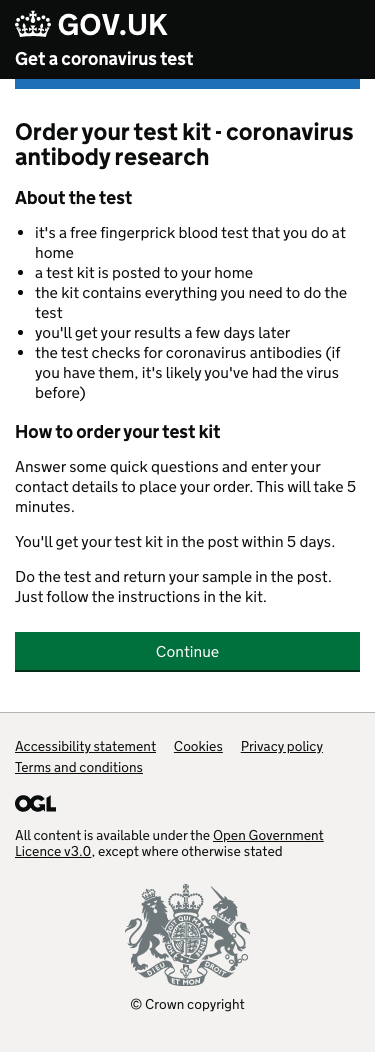 GOV.UK
Get a coronavirus test
Order your test kit - coronavirus
antibody research
About the test
it's a free fingerprick blood test that you do at
home
a test kit is posted to your home
the kit contains everything you need to do the
test
you'll get your results a few days later
the test checks for coronavirus antibodies (if
you have them, it's likely you've had the virus
before)
How to order your test kit
Answer some quick questions and enter your
contact details to place your order. This will take 5
minutes.
You'll get your test kit in the post within 5 days.
Do the test and return your sample in the post.
Just follow the instructions in the kit.
Continue
Accessibility statement Cookies Privacy policy
Terms and conditions
OGL
All content is available under the Open Government
Licence v3.0, except where otherwise stated
DIEU ET MON DROIT
© Crown copyright